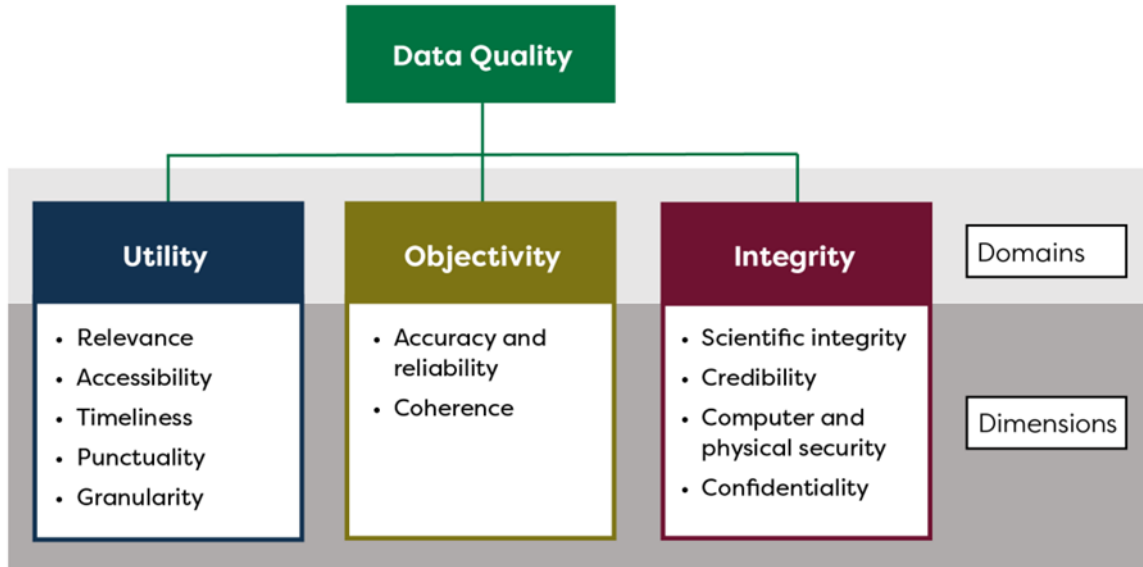 Data Quality
Utility
Objectivity
Integrity
Domains
• Relevance
• Accessibility
• Timeliness
• Punctuality
• Granularity
• Accuracy and
reliability
• Coherence
• Scientific integrity
• Credibility
• Computer and
physical security
• Confidentiality
Dimensions